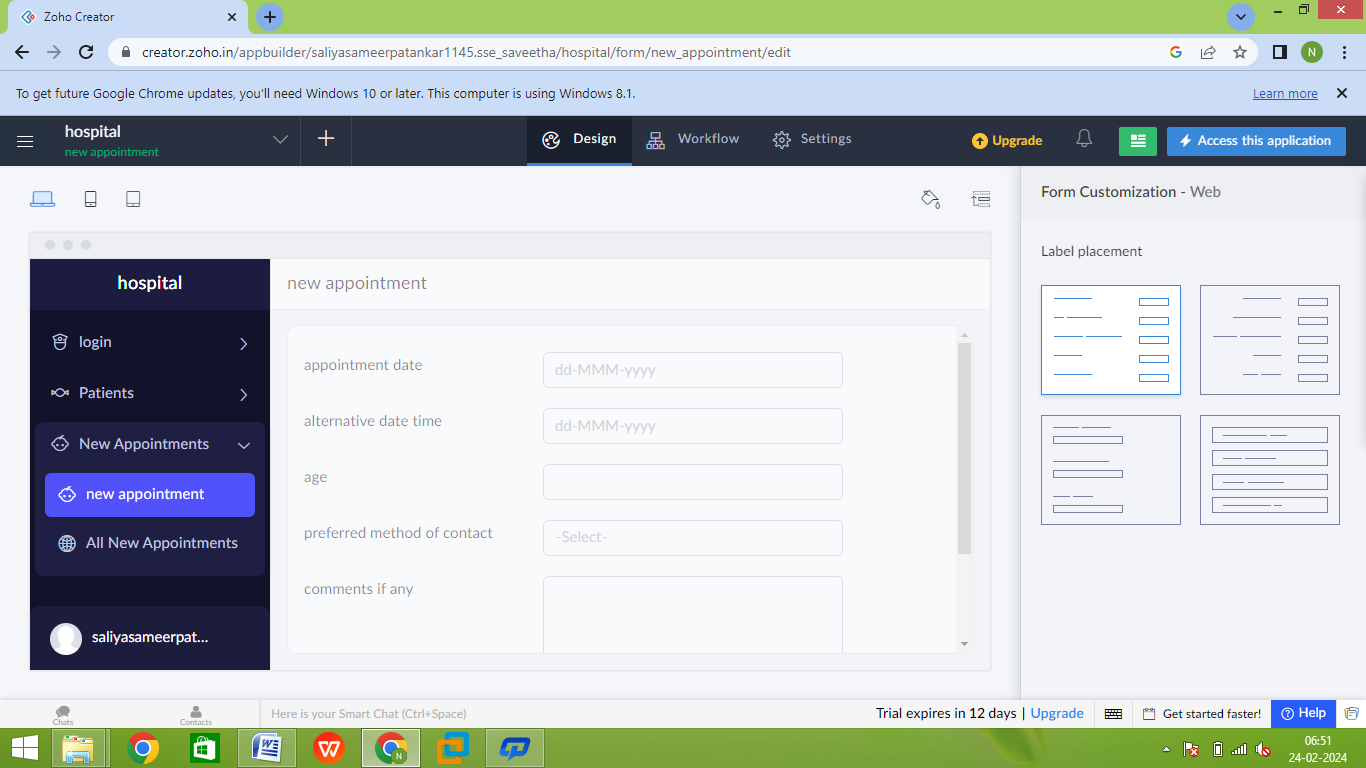 Zoho Creator
creator.zoho.in/appbuilder/saliyasameerpatankar1145.sse_saveetha/hospital/form/new_appointment/edit
N
To get future Google Chrome updates, you'll need Windows 10 or later. This computer is using Windows 8.1.
Learn more
hospital
new appointment
Design
Workflow
Settings
Upgrade
Access this application
Form Customization - Web
Label placement
hospital
new appointment
login
Patients
New Appointments
new appointment
All New Appointments
saliyasameerpat...
appointment date
dd-MMM-yyyy
alternative date time
dd-MMM-yyyy
age
preferred method of contact
-Select-
comments if any
Chats
Contacts
Here is your Smart Chat (Ctrl+Space)
Trial expires in 12 days | Upgrade
Get started faster!
Help
N
06:51
24-02-2024